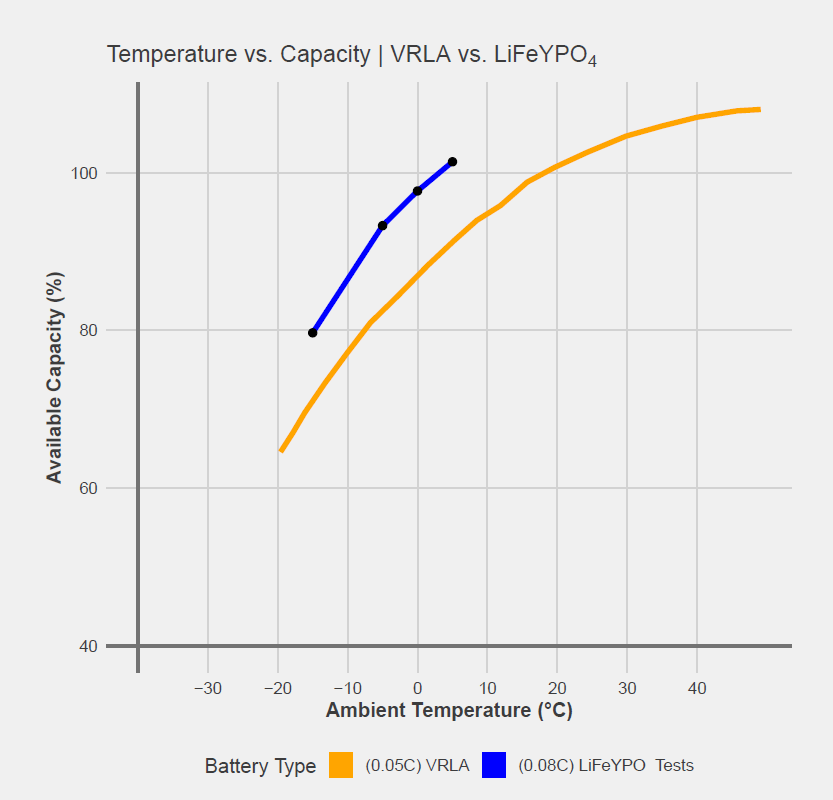 Temperature vs. Capacity | VRLA vs. LiFeYPO₄
100
80
60
40
Available Capacity (%)
−30 −20 −10 0 10 20 30 40
Ambient Temperature (°C)
Battery Type (0.05C) VRLA (0.08C) LiFeYPO Tests